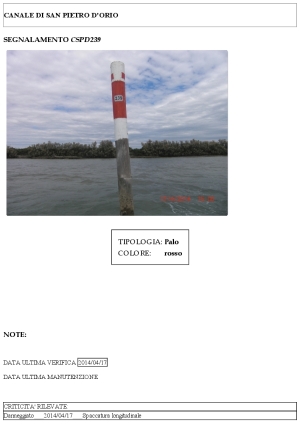 CANALE DI SAN PIETRO D'ORIO
SEGNALAMENTO CSPD239
TIPOLOGIA: Palo
COLORE: rosso
NOTE:
DATA ULTIMA VERIFICA 2014/04/17
DATA ULTIMA MANUTENZIONE
CRITICITA' RILEVATE
Danneggiato 2014/04/17 Spaccatura longitudinale